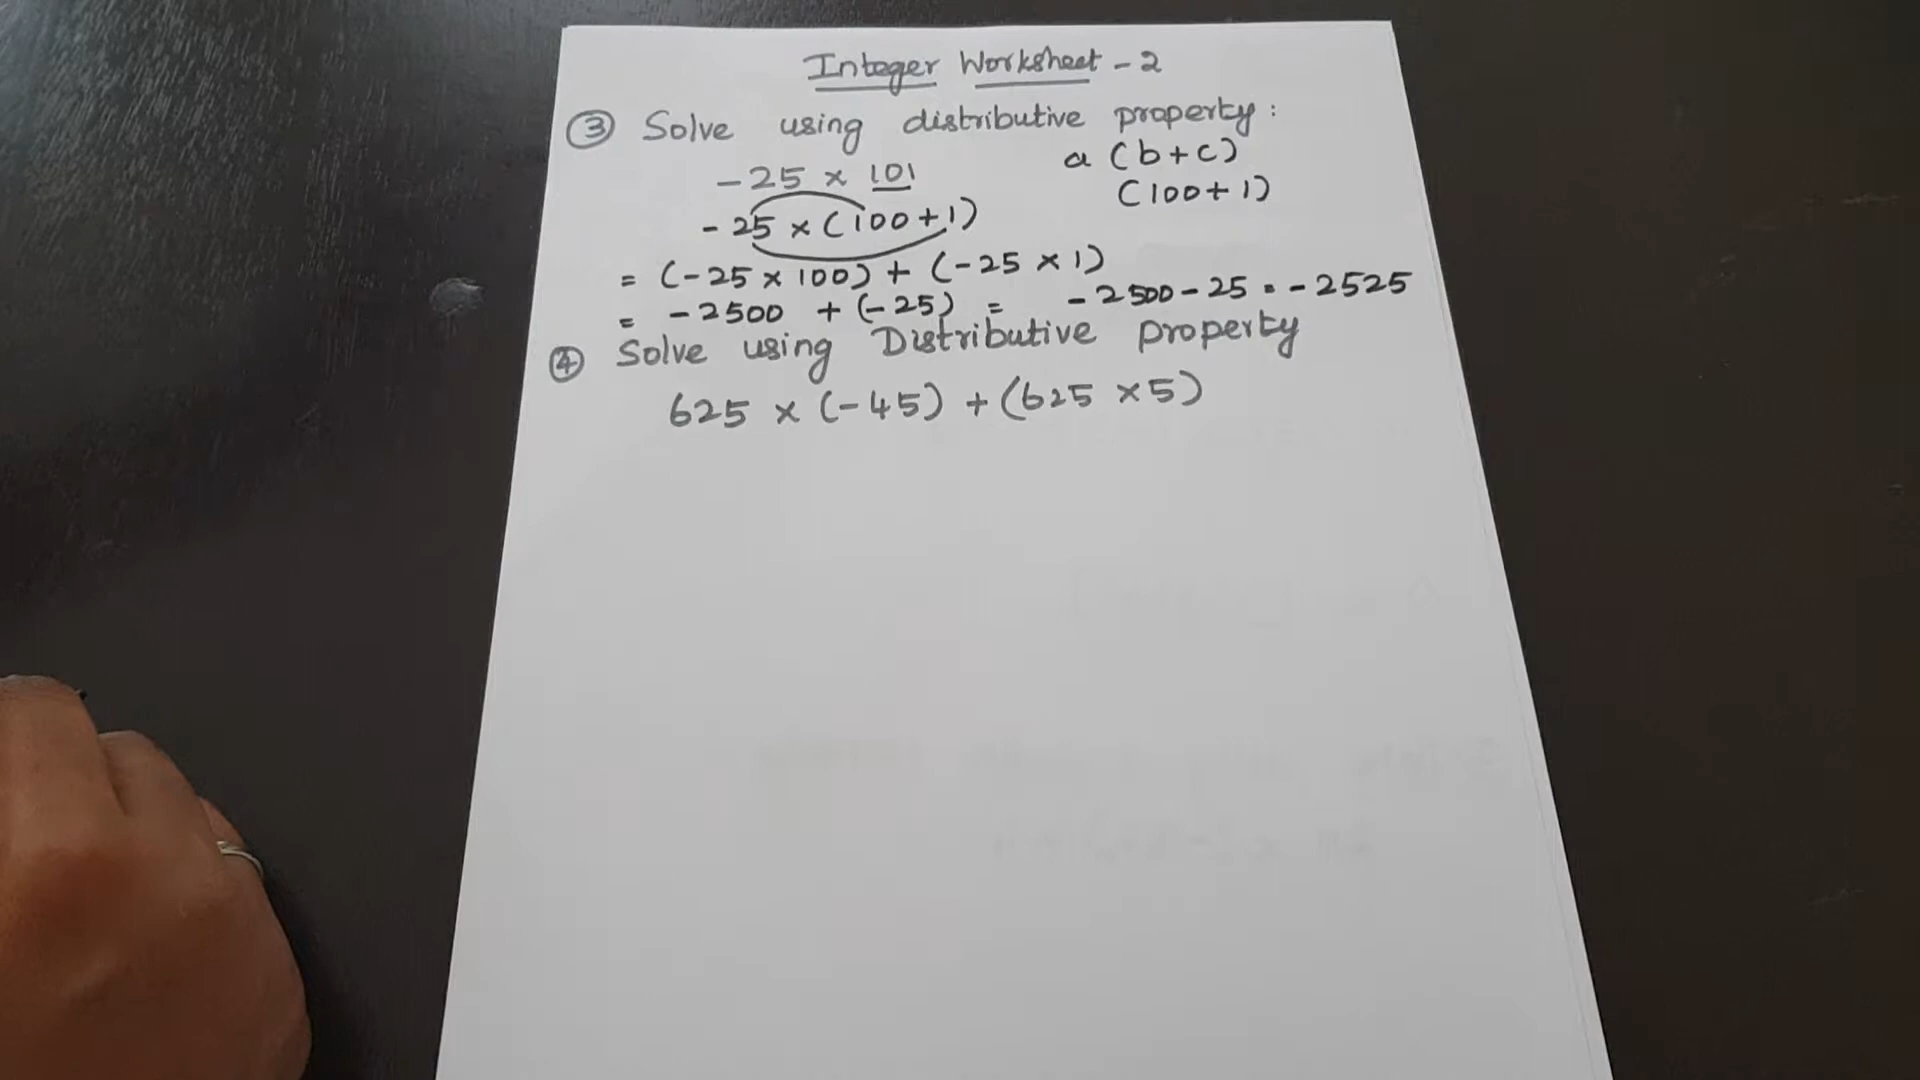 Integer Worksheet - 2
③ Solve using distributive property :
a (b+c)
- 25 × 101
(100+1)
- 25 × (100+1)
= (-25 × 100) + (-25 × 1)
= - 2500 + (-25) = - 2500 - 25 = - 2525
④ Solve using Distributive property
625 × (-45) + (625 × 5)